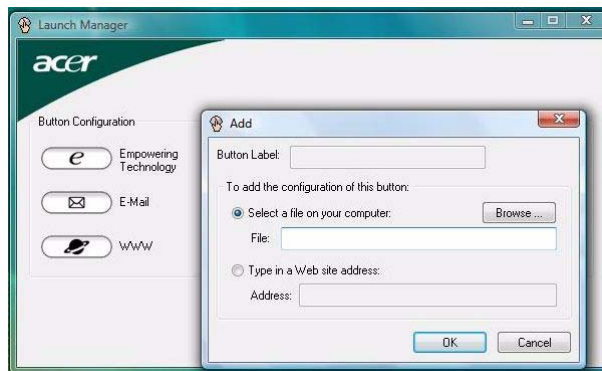 Launch Manager
acer
Button Configuration
e
Empowering
Technology
E-Mail
WWW
Add
Button Label:
To add the configuration of this button:
Select a file on your computer:
Browse ...
File:
Type in a Web site address:
Address:
OK
Cancel